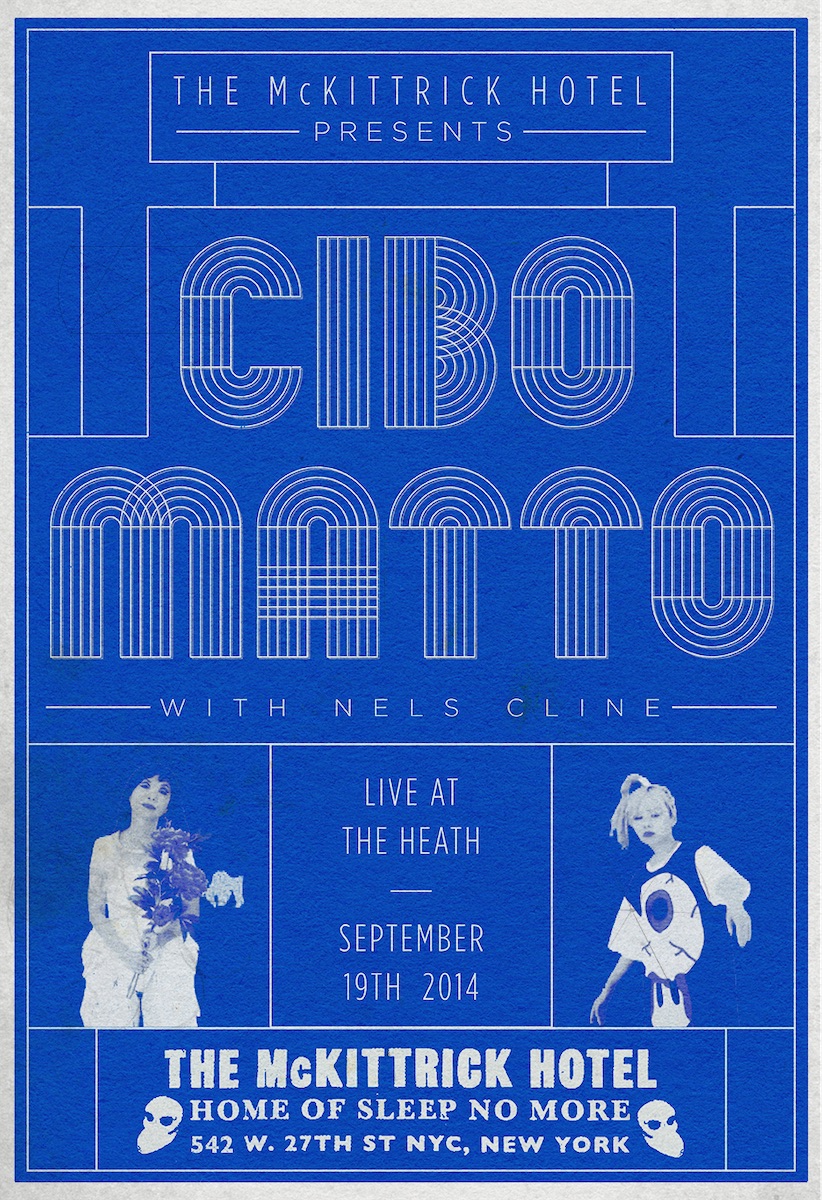 THE McKITTRICK HOTEL
PRESENTS
CIBO
MATTO
WITH NELS CLINE
LIVE AT
THE HEATH
SEPTEMBER
19TH 2014
THE McKITTRICK HOTEL
HOME OF SLEEP NO MORE
542 W. 27TH ST NYC, NEW YORK